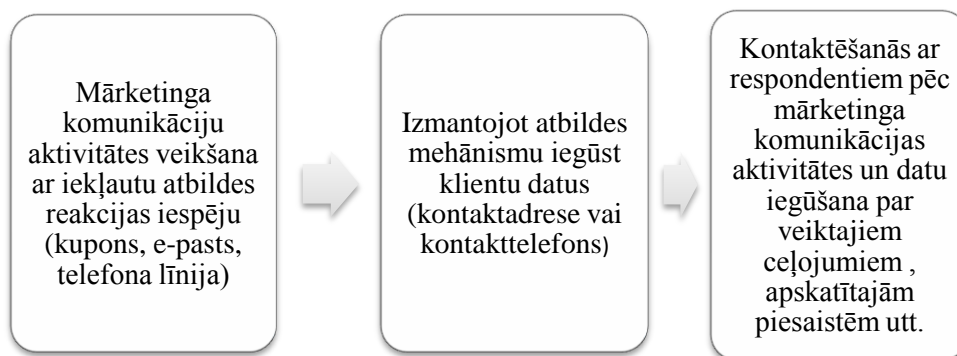 Mārketinga
komunikāciju
aktivitātes veikšana
ar iekļautu atbildes
reakcijas iespēju
(kupons, e-pasts,
telefona līnija)
Izmantojot atbildes
mehānismu iegūst
klientu datus
(kontaktadrese vai
kontakttelefons)
Kontaktēšanās ar
respondentiem pēc
mārketinga
komunikācijas
aktivitātes un datu
iegūšana par
veiktajiem
ceļojumiem ,
apskatītajām
piesaistēm utt.